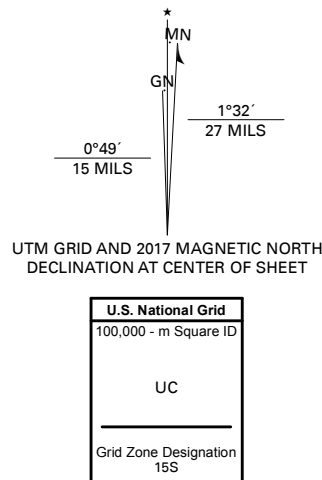 ★
MN
GN
1°32´
27 MILS
0°49´
15 MILS
UTM GRID AND 2017 MAGNETIC NORTH
DECLINATION AT CENTER OF SHEET
U.S. National Grid
100,000 - m Square ID
UC
Grid Zone Designation
15S